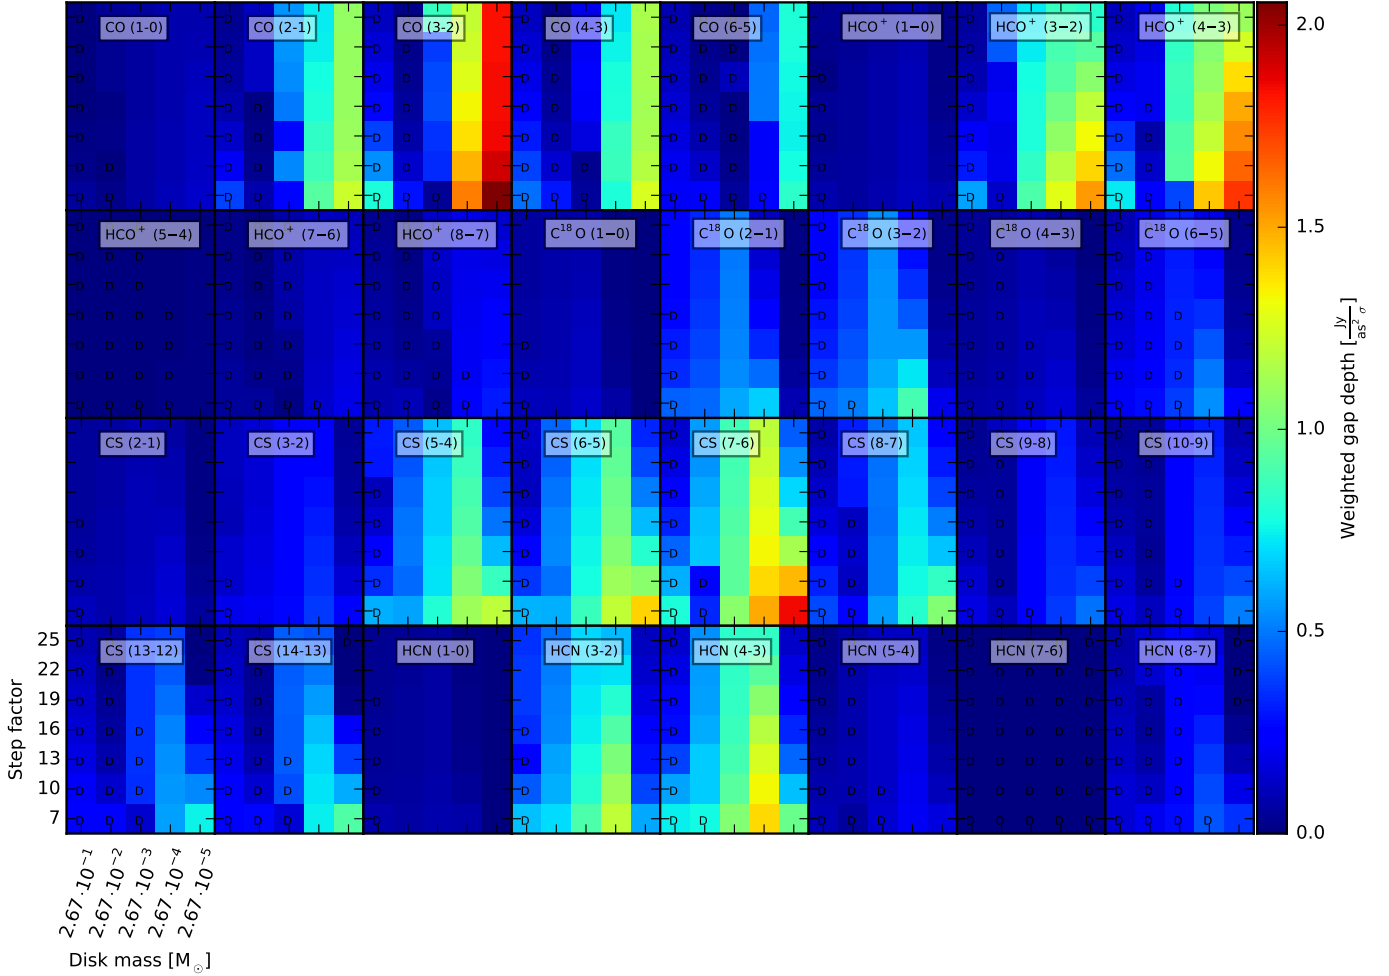 CO (1-0) CO (2-1) CO (3-2) CO (4-3) CO (6-5) HCO⁺ (1−0) HCO⁺ (3−2) HCO⁺ (4−3)
HCO⁺ (5−4) HCO⁺ (7−6) HCO⁺ (8−7) C¹⁸O (1−0) C¹⁸O (2−1) C¹⁸O (3−2) C¹⁸O (4−3) C¹⁸O (6−5)
CS (2-1) CS (3-2) CS (5-4) CS (6-5) CS (7-6) CS (8-7) CS (9-8) CS (10-9)
CS (13-12) CS (14-13) HCN (1-0) HCN (3-2) HCN (4-3) HCN (5-4) HCN (7-6) HCN (8-7)
25
22
19
16
13
10
7
Step factor
2.67·10⁻¹
2.67·10⁻²
2.67·10⁻³
2.67·10⁻⁴
2.67·10⁻⁵
Disk mass [M☉]
2.0
1.5
1.0
0.5
0.0
Weighted gap depth [Jy/as² σ]